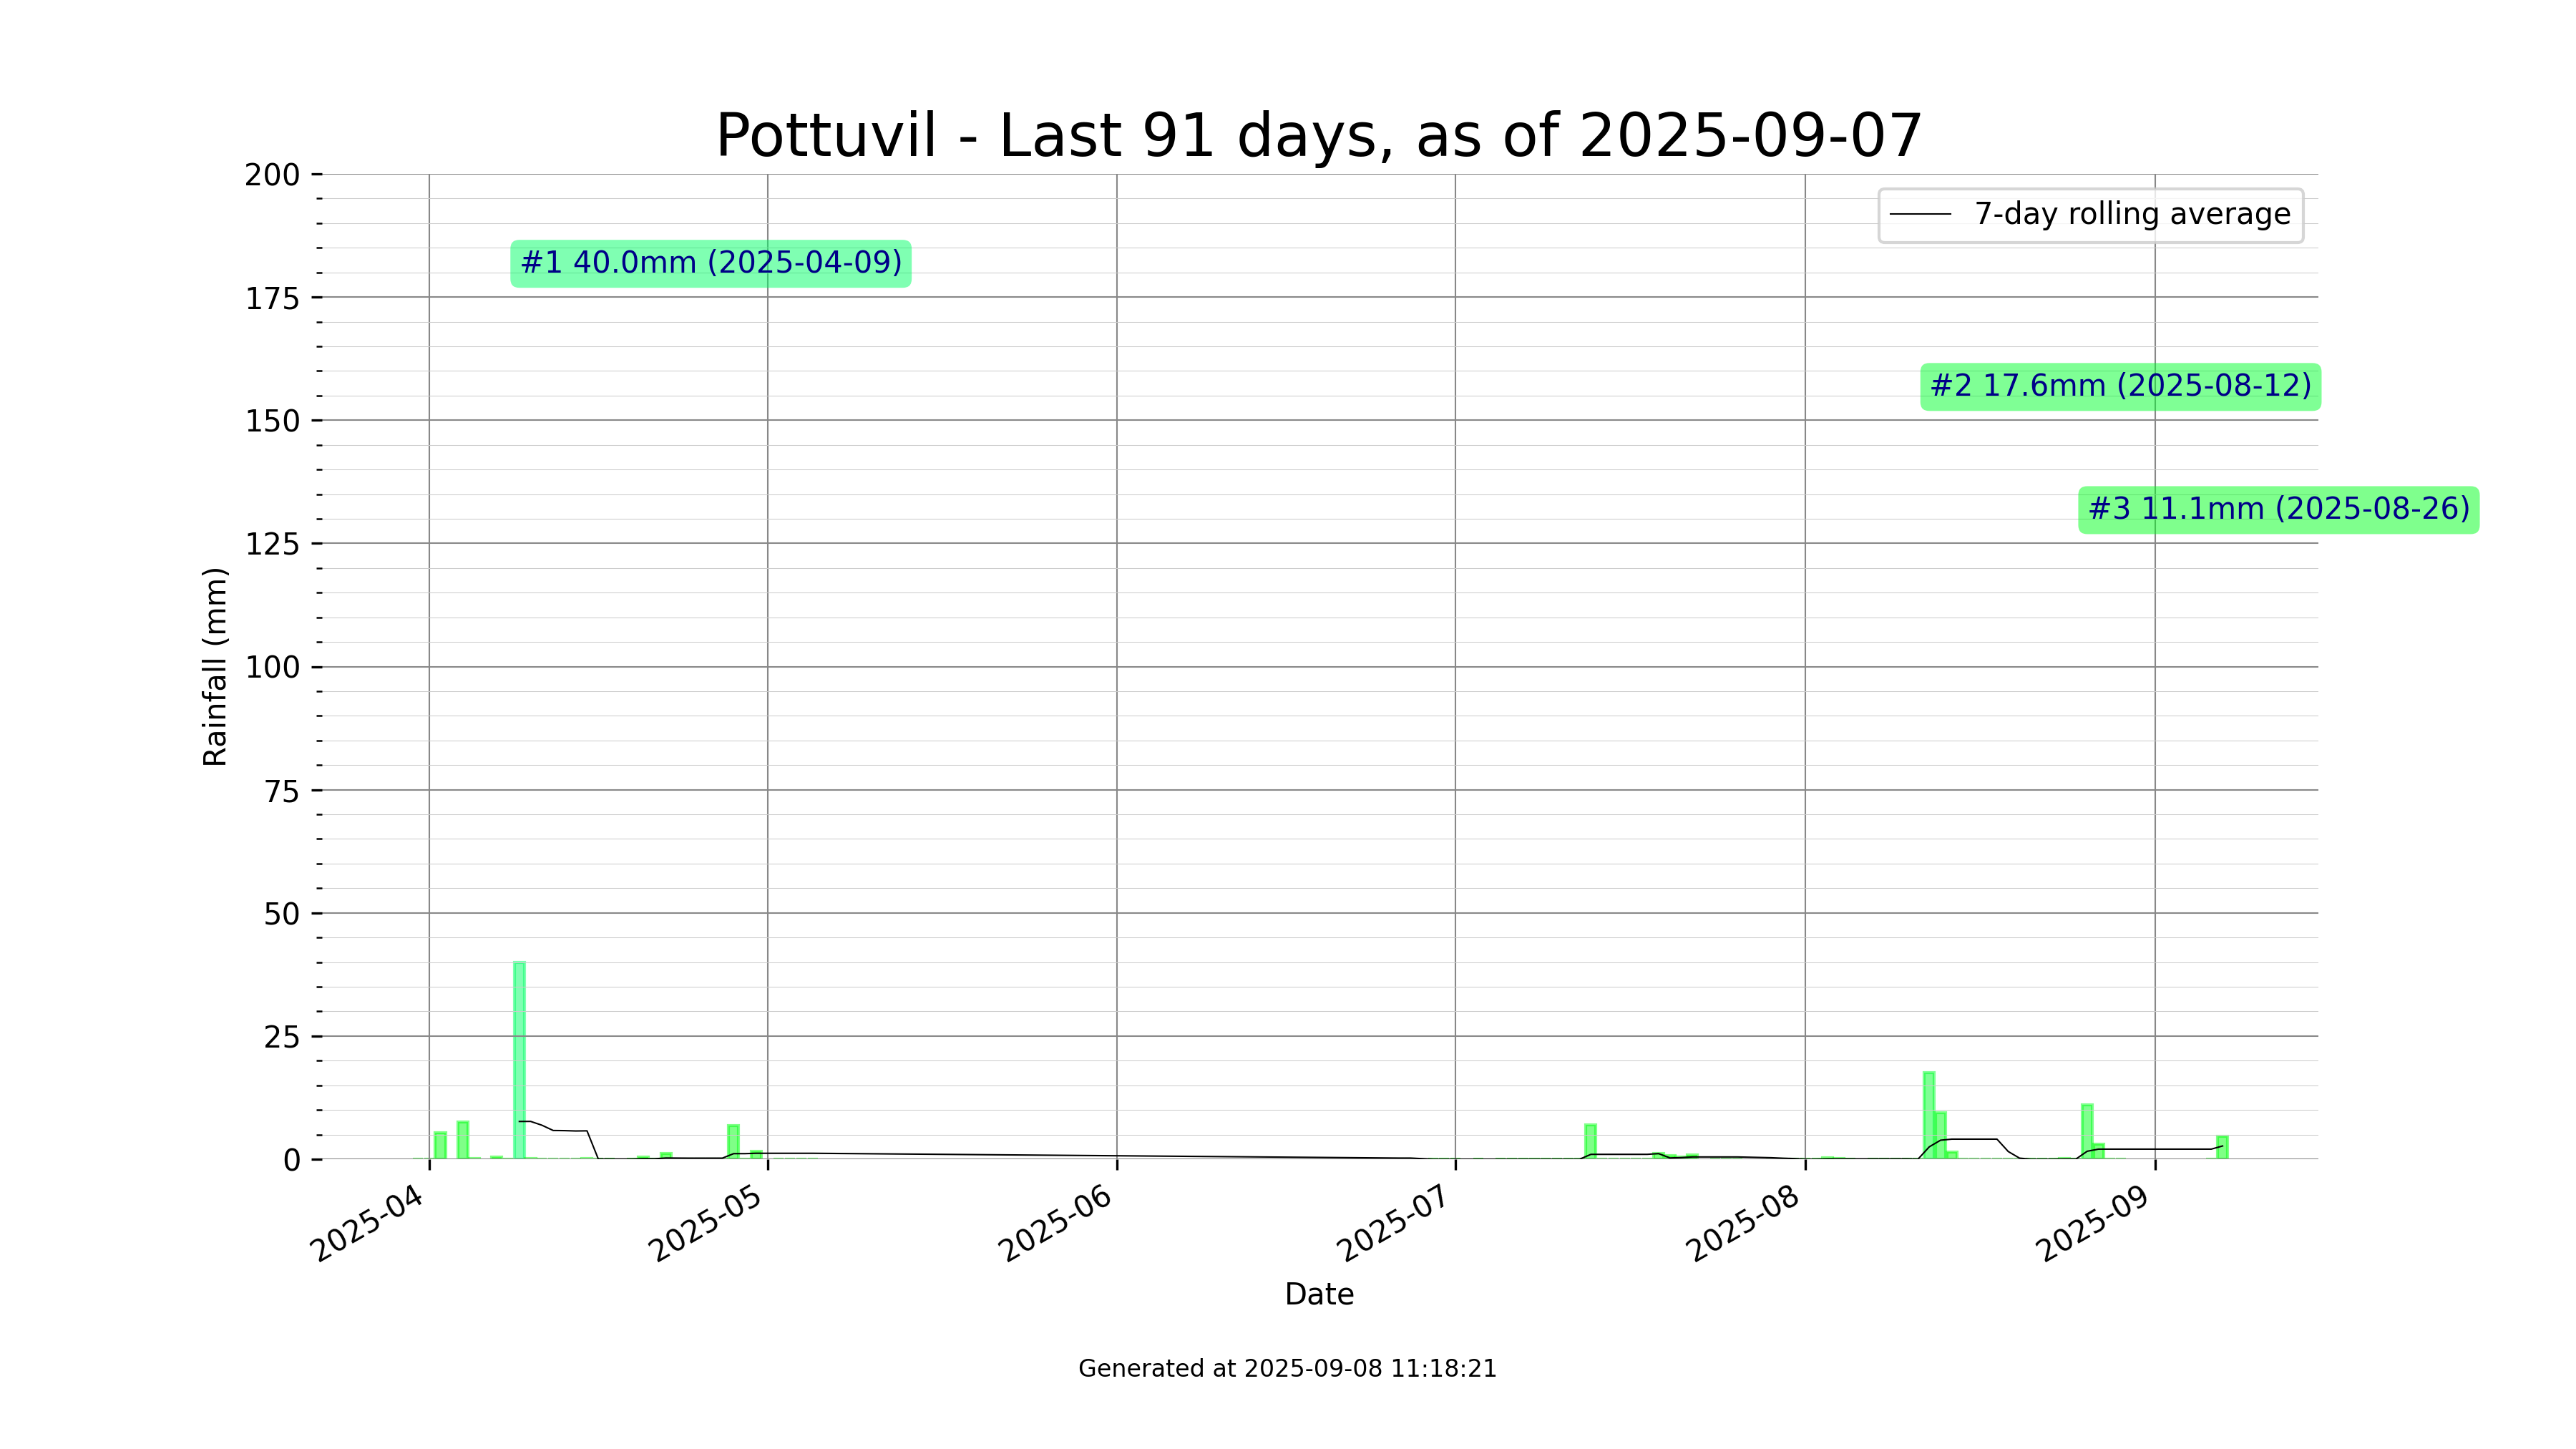 Pottuvil - Last 91 days, as of 2025-09-07
200
175
150
125
100
75
50
25
0
Rainfall (mm)
7-day rolling average
#1 40.0mm (2025-04-09)
#2 17.6mm (2025-08-12)
#3 11.1mm (2025-08-26)
2025-04
2025-05
2025-06
2025-07
2025-08
2025-09
Date
Generated at 2025-09-08 11:18:21